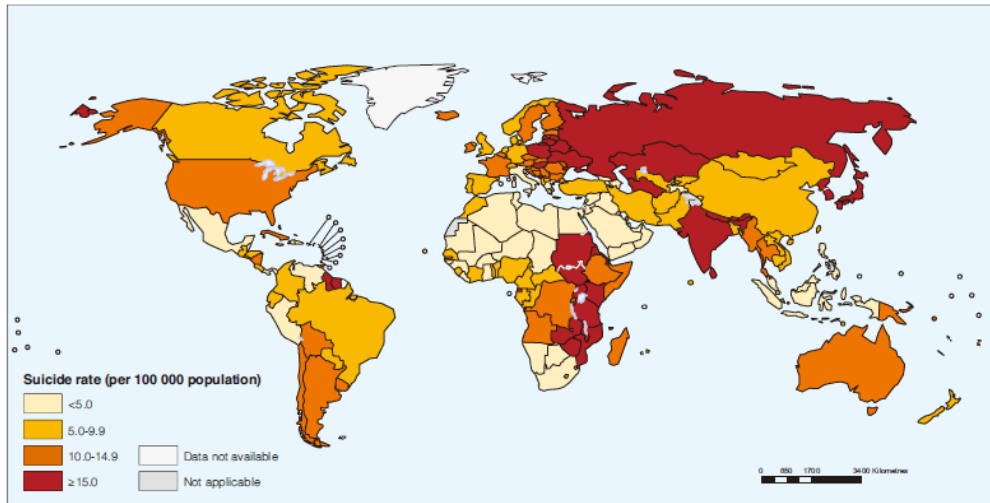 Suicide rate (per 100 000 population)
<5.0
5.0-9.9
10.0-14.9
≥15.0
Data not available
Not applicable
0 850 1700 3400 Kilometres